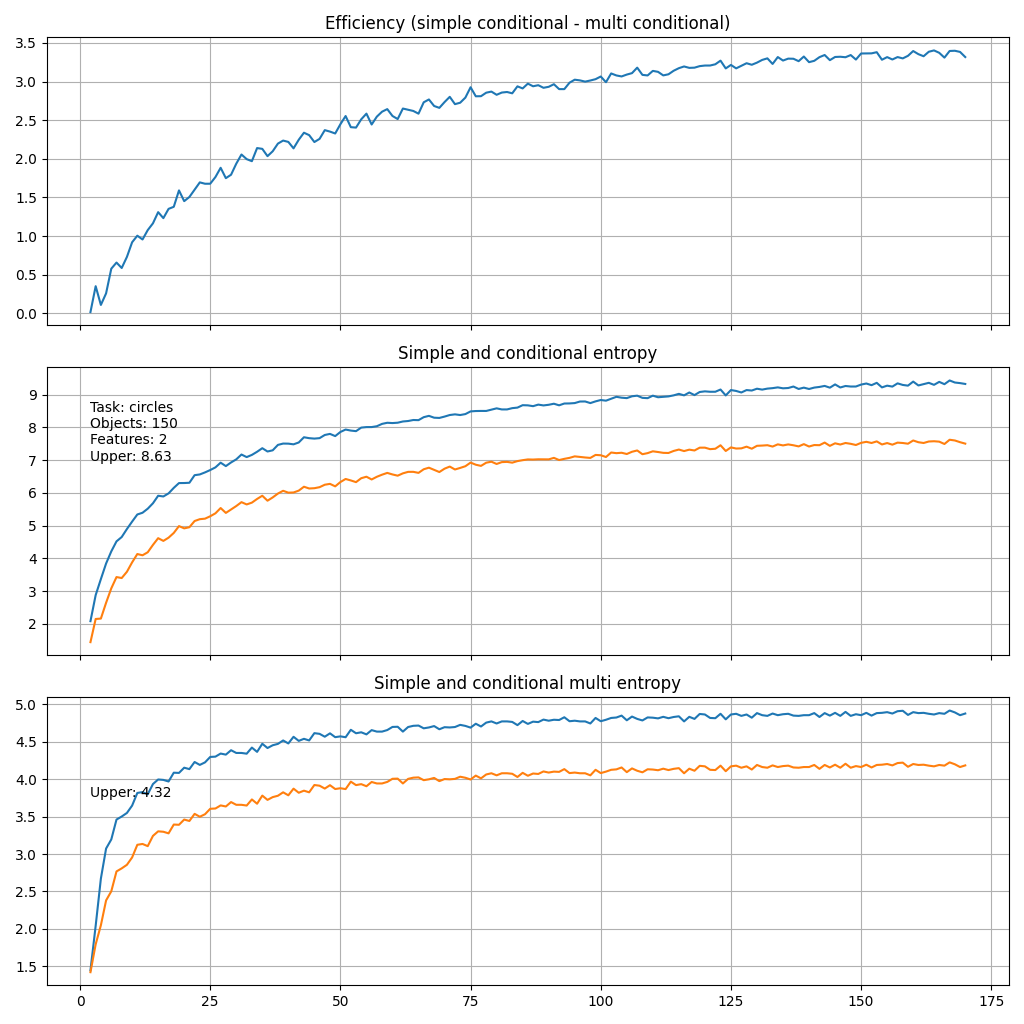 Efficiency (simple conditional - multi conditional)
3.5
3.0
2.5
2.0
1.5
1.0
0.5
0.0
Simple and conditional entropy
9
8
7
6
5
4
3
2
Task: circles
Objects: 150
Features: 2
Upper: 8.63
Simple and conditional multi entropy
5.0
4.5
4.0
3.5
3.0
2.5
2.0
1.5
Upper: 4.32
0 25 50 75 100 125 150 175